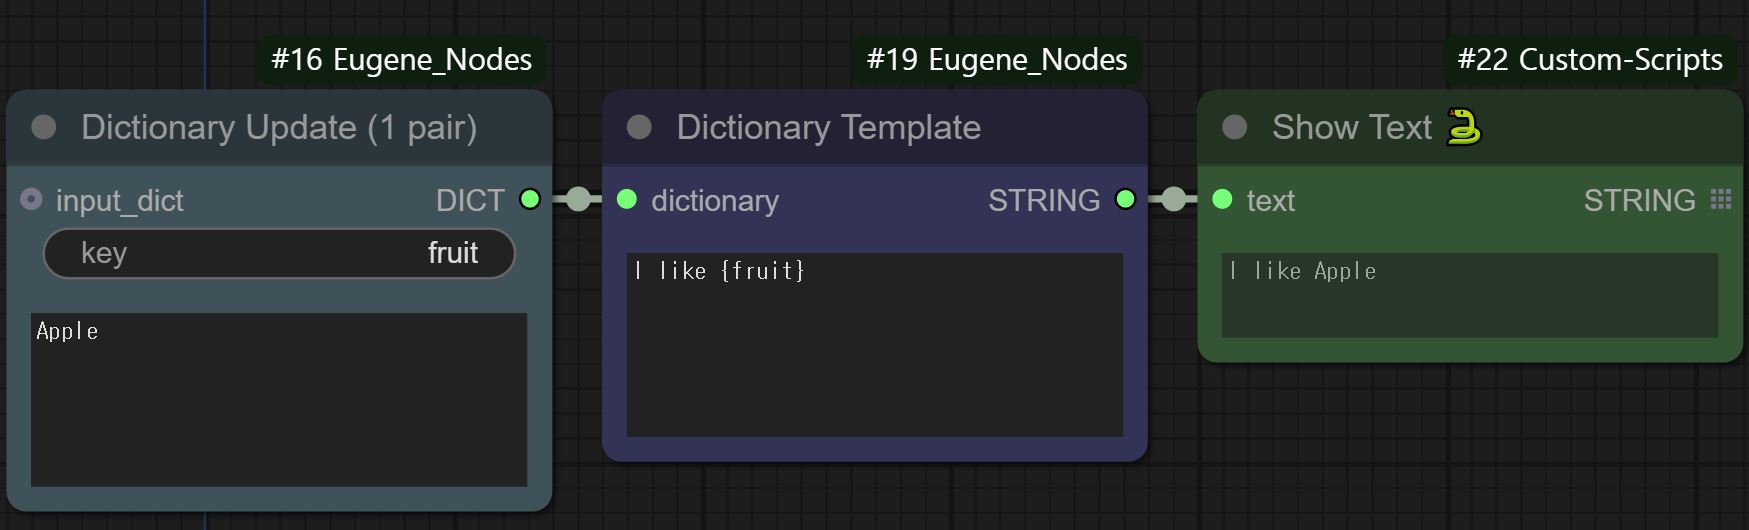 #16 Eugene_Nodes
Dictionary Update (1 pair)
input_dict
DICT
key
fruit
Apple
#19 Eugene_Nodes
Dictionary Template
dictionary
STRING
I like {fruit}
#22 Custom-Scripts
Show Text 🐍
text
STRING
I like Apple